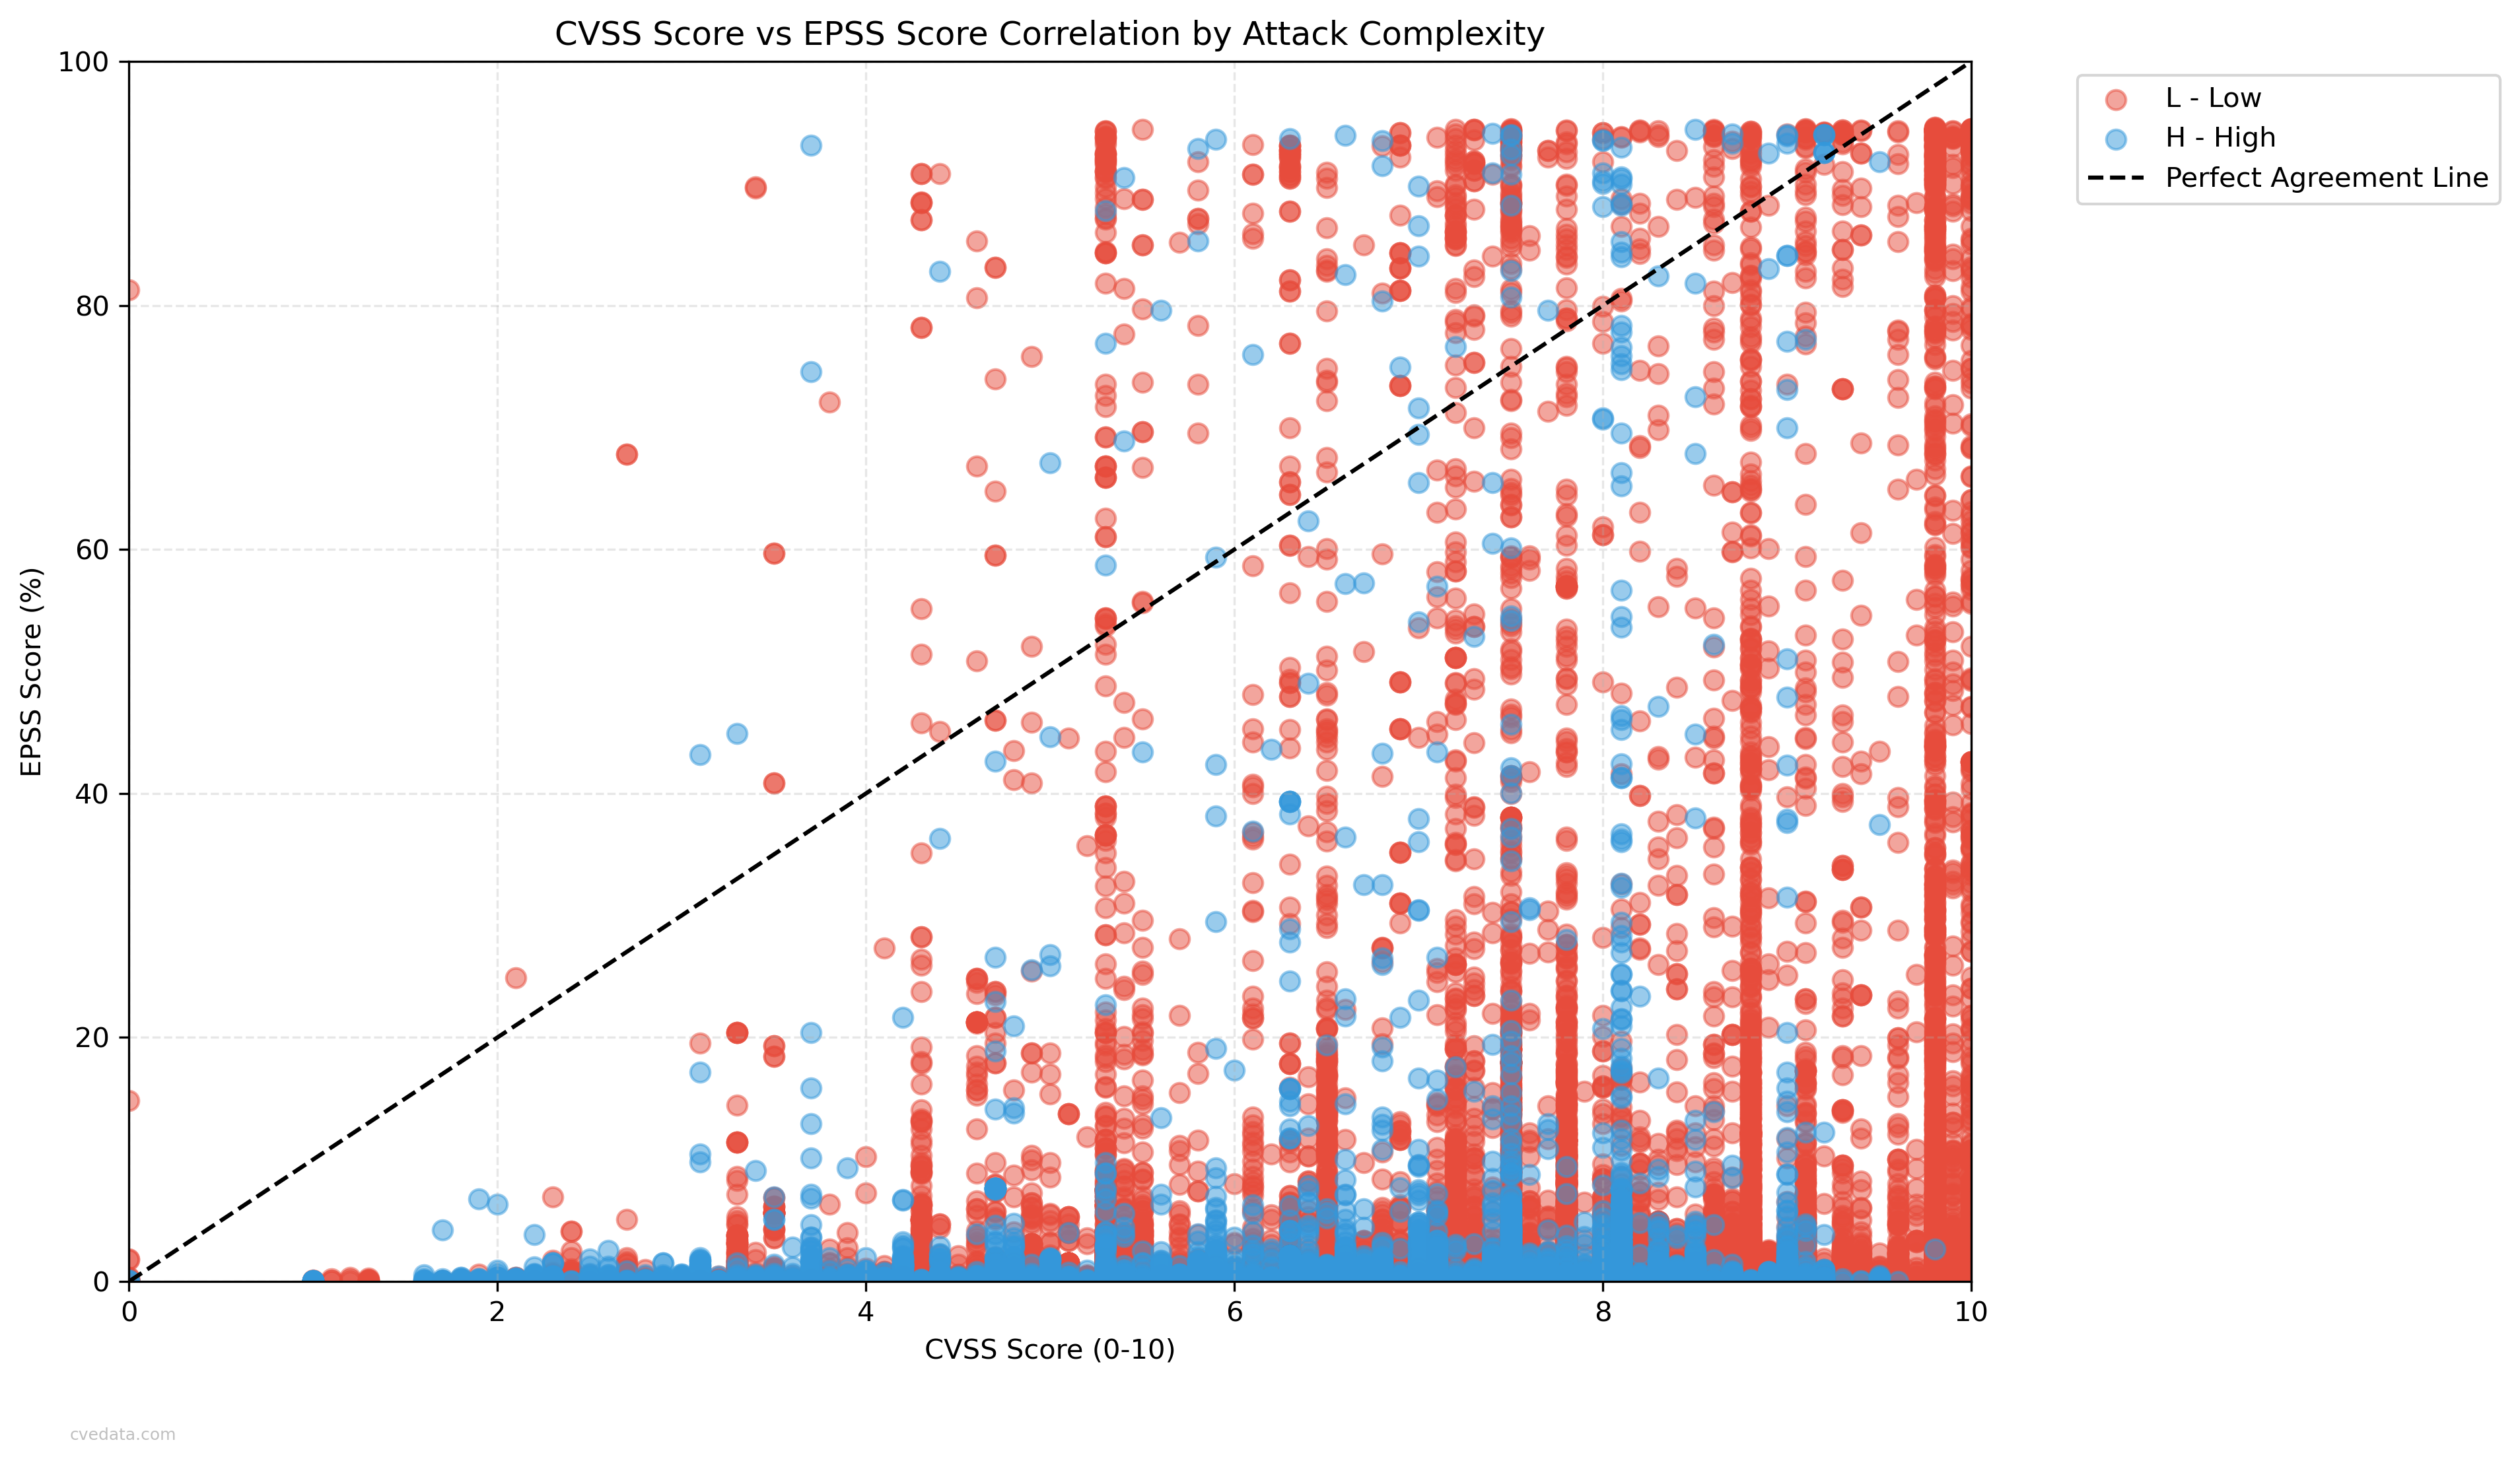 CVSS Score vs EPSS Score Correlation by Attack Complexity
100
80
60
40
20
0
EPSS Score (%)
0 2 4 6 8 10
CVSS Score (0-10)
L - Low
H - High
Perfect Agreement Line
cvedata.com